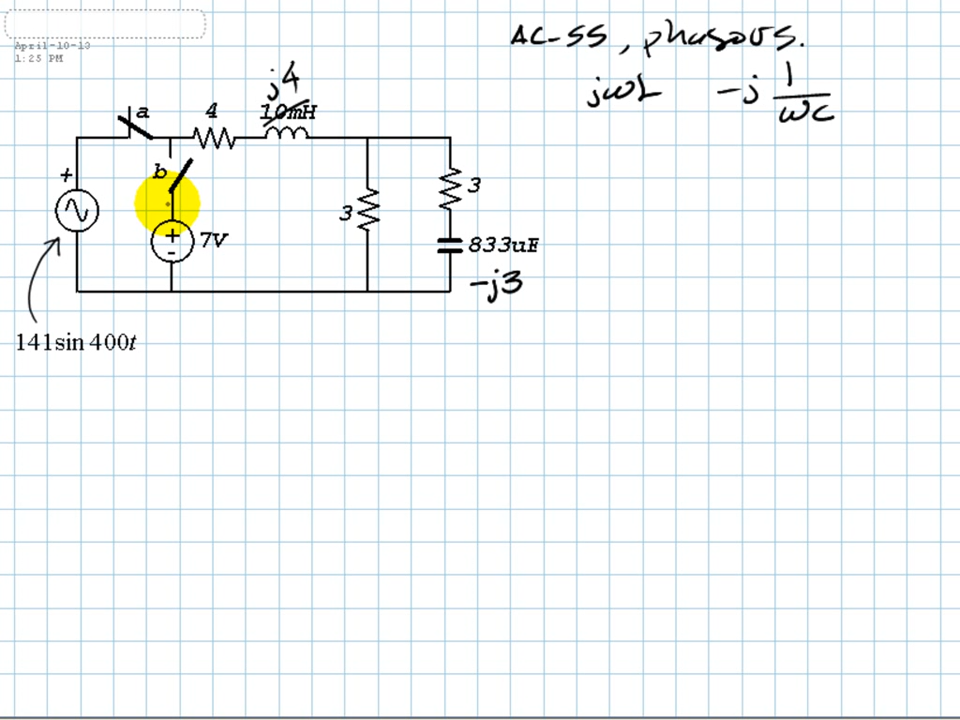 AC-SS, phasors.
April-10-13
1:25 PM
jωL -j 1/ωC
j4
a 4 10mH
b
+
3
3
+
-
7V
833uF
-j3
141sin 400t